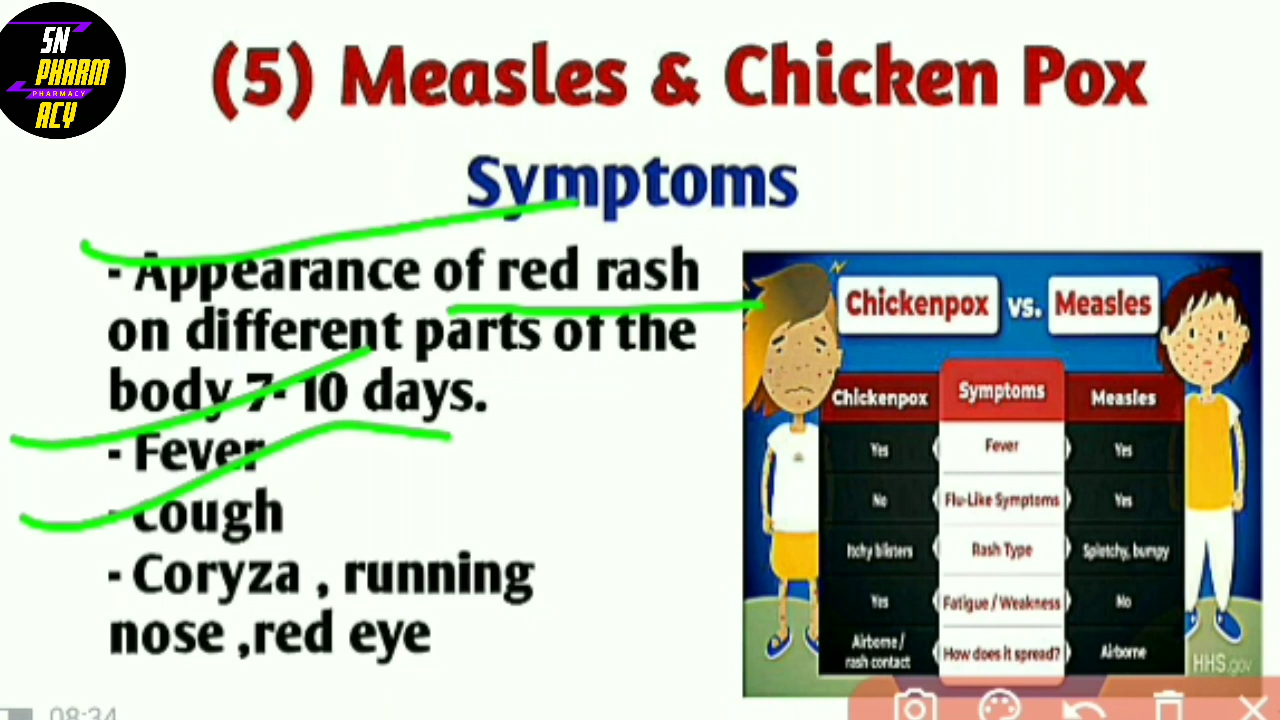 SN
PHARM
PHARMACY
ACY
(5) Measles & Chicken Pox
Symptoms
- Appearance of red rash
on different parts of the
body 7- 10 days.
- Fever
- cough
- Coryza , running
nose ,red eye
Chickenpox vs. Measles
Chickenpox Symptoms Measles
Yes Fever Yes
No Flu-Like Symptoms Yes
Itchy blisters Rash Type Splotchy, bumpy
Yes Fatigue / Weakness No
Airborne / rash contact How does it spread? Airborne
HHS.gov
08:34